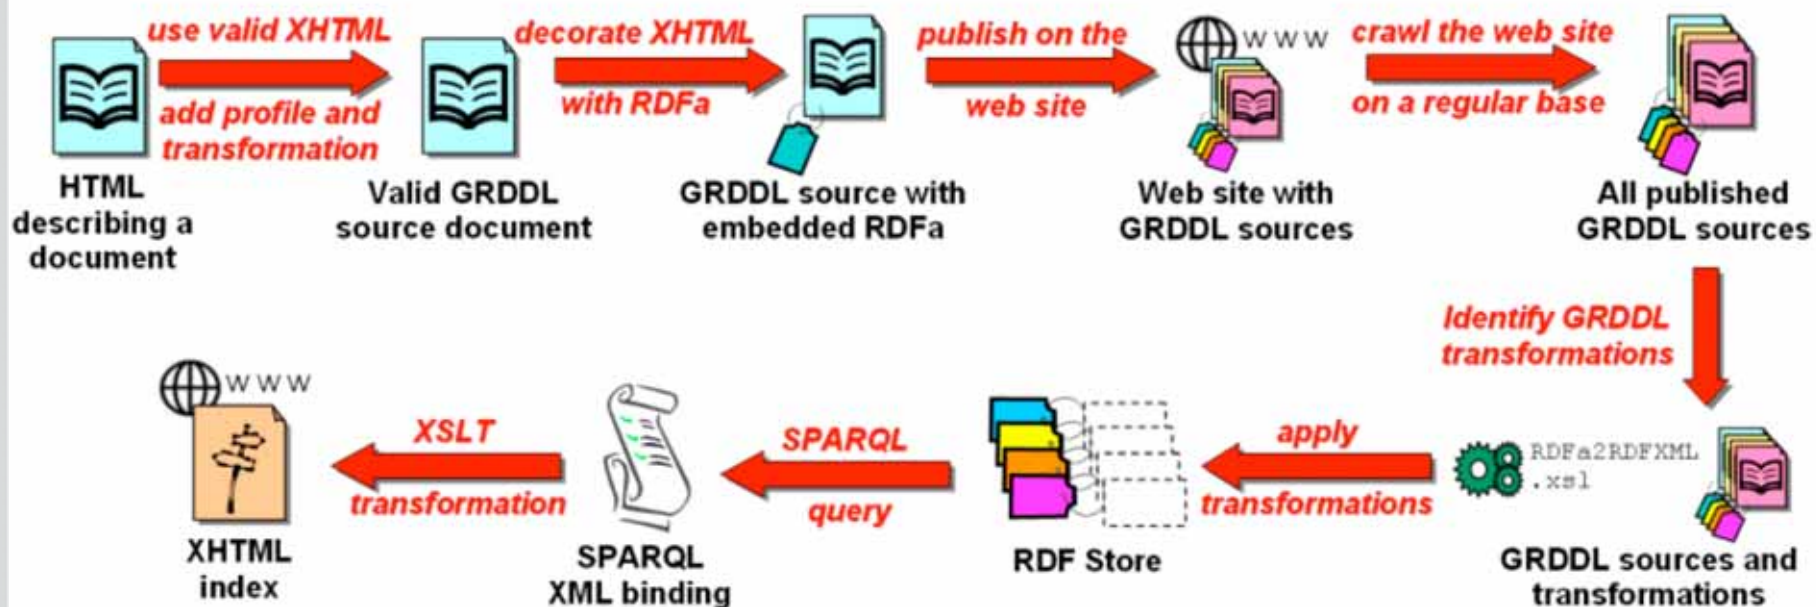 use valid XHTML
add profile and
transformation
HTML
describing a
document
Valid GRDDL
source document
decorate XHTML
with RDFa
GRDDL source with
embedded RDFa
publish on the
web site
WWW
Web site with
GRDDL sources
crawl the web site
on a regular base
All published
GRDDL sources
Identify GRDDL
transformations
RDFa2RDFXML
.xsl
GRDDL sources and
transformations
apply
transformations
RDF Store
SPARQL
query
SPARQL
XML binding
XSLT
transformation
WWW
XHTML
index